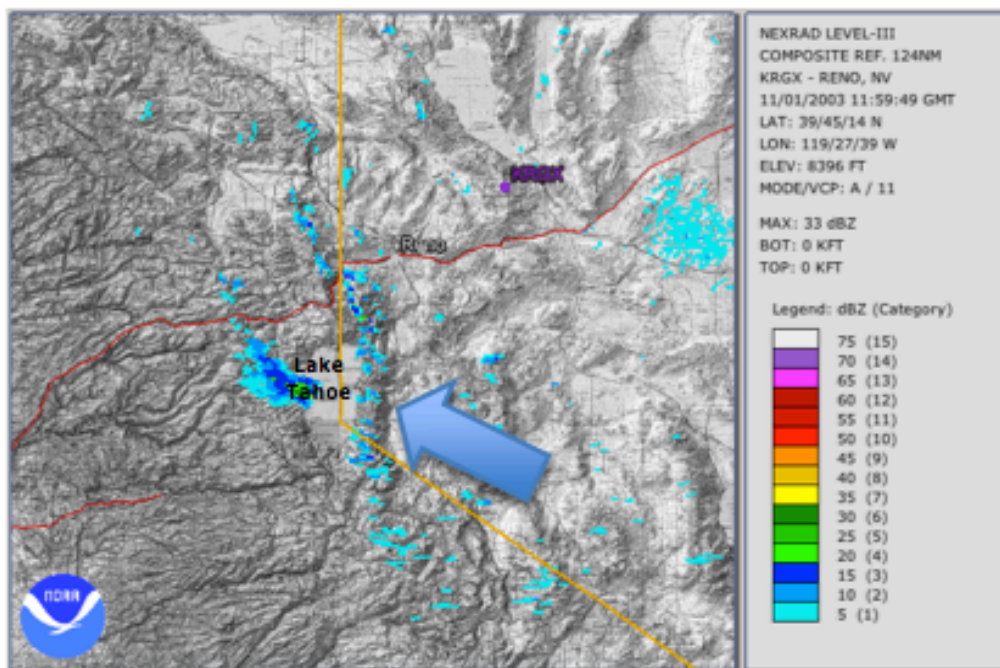 KRGX
Reno
Lake
Tahoe
NOAA
NEXRAD LEVEL-III
COMPOSITE REF. 124NM
KRGX - RENO, NV
11/01/2003 11:59:49 GMT
LAT: 39/45/14 N
LON: 119/27/39 W
ELEV: 8396 FT
MODE/VCP: A / 11
MAX: 33 dBZ
BOT: 0 KFT
TOP: 0 KFT
Legend: dBZ (Category)
75 (15)
70 (14)
65 (13)
60 (12)
55 (11)
50 (10)
45 (9)
40 (8)
35 (7)
30 (6)
25 (5)
20 (4)
15 (3)
10 (2)
5 (1)